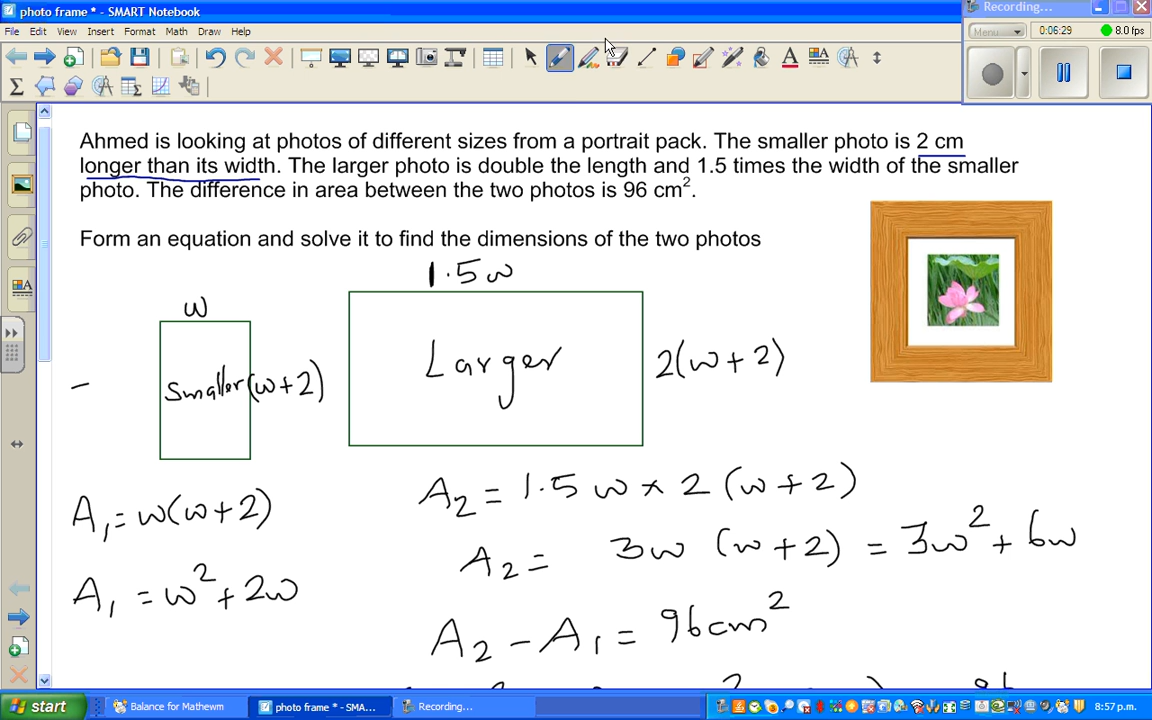 photo frame * - SMART Notebook
Recording...
File Edit View Insert Format Math Draw Help
Menu 0:06:29 8.0 fps
Ahmed is looking at photos of different sizes from a portrait pack. The smaller photo is 2 cm
longer than its width. The larger photo is double the length and 1.5 times the width of the smaller
photo. The difference in area between the two photos is 96 cm².
Form an equation and solve it to find the dimensions of the two photos
1.5w
w
Larger
2(w+2)
smaller (w+2)
A₂ = 1.5w × 2 (w+2)
A₁ = w(w+2)
A₂ = 3w (w+2) = 3w² + 6w
A₁ = w² + 2w
A₂ - A₁ = 96cm²
start Balance for Mathewm photo frame * - SMA... Recording... 8:57 p.m.